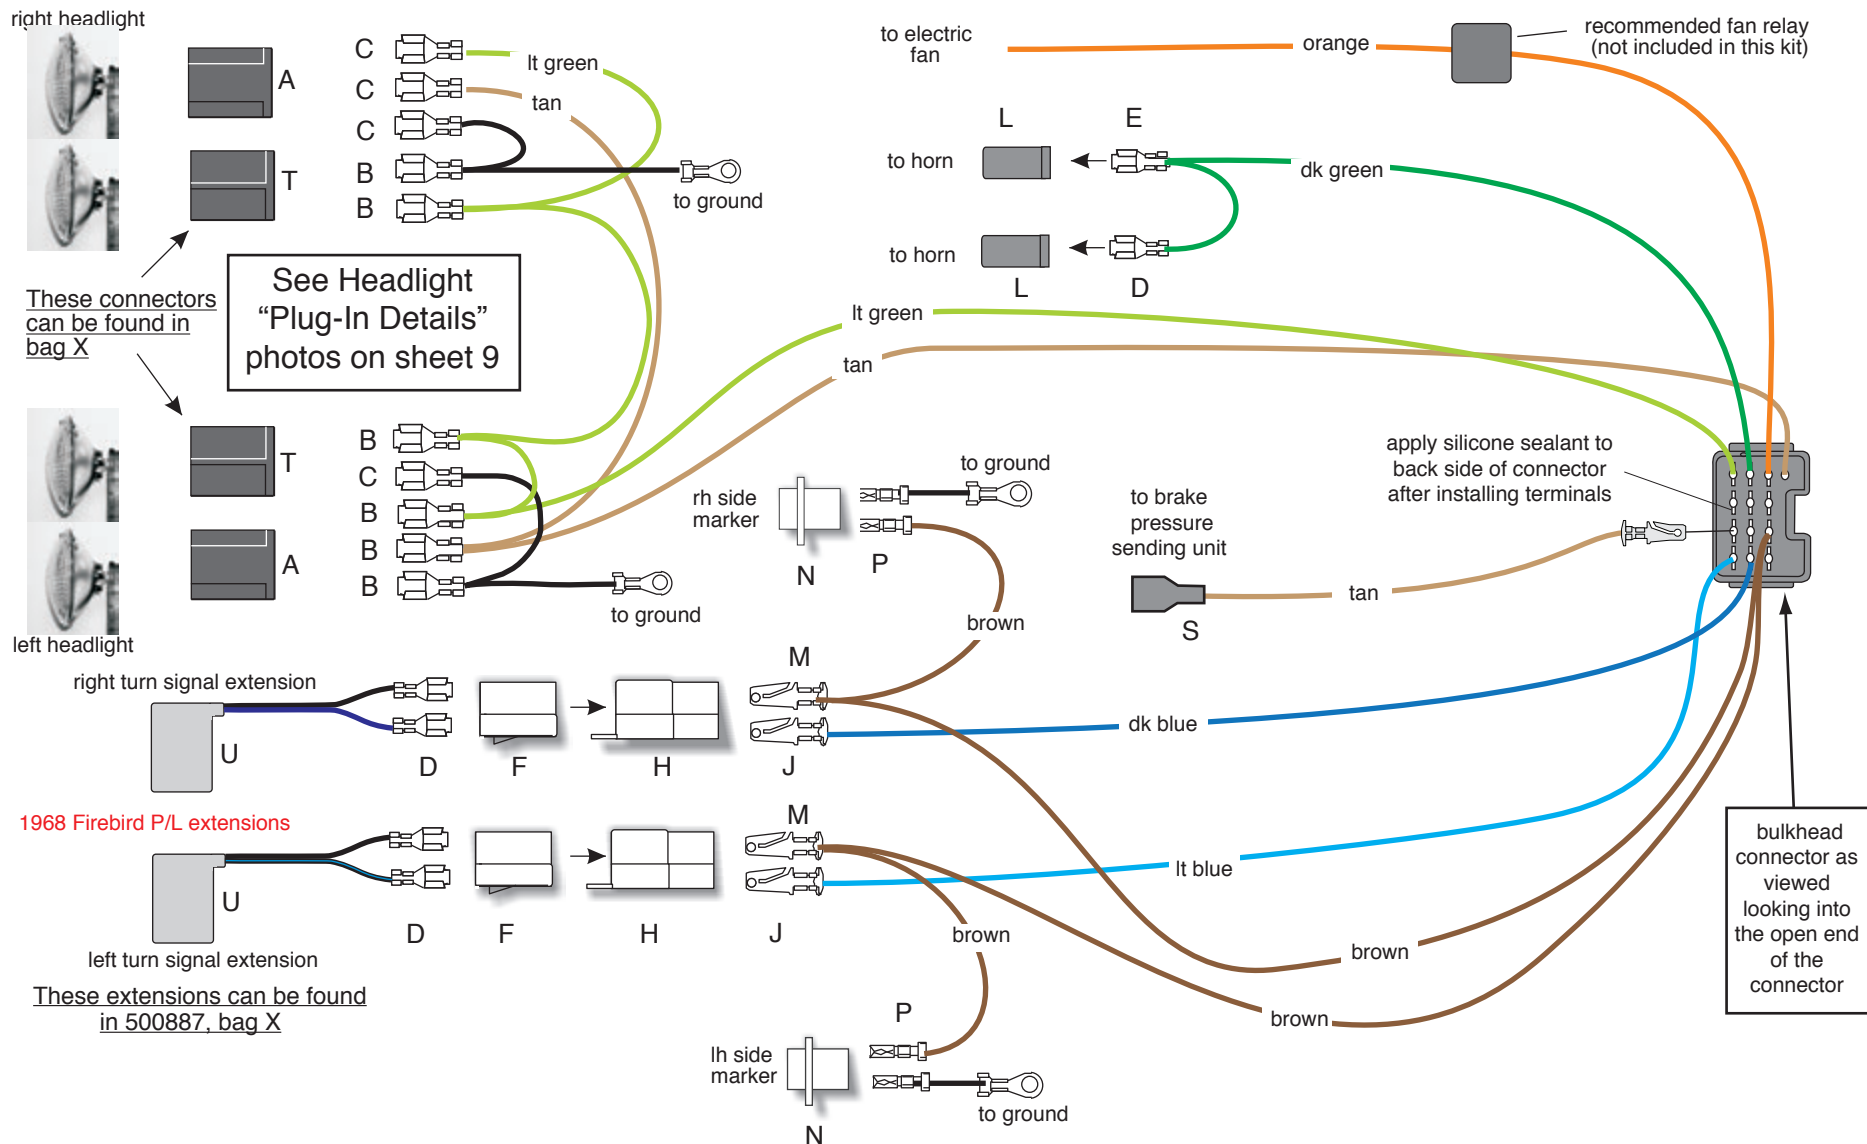 right headlight
A
T
C
C
C
B
B
lt green
tan
to ground
These connectors
can be found in
bag X
See Headlight
“Plug-In Details”
photos on sheet 9
to electric
fan
orange
recommended fan relay
(not included in this kit)
L
E
to horn
dk green
to horn
L
D
lt green
tan
T
A
B
C
B
B
B
to ground
left headlight
rh side
marker
to ground
N
P
brown
to brake
pressure
sending unit
S
tan
apply silicone sealant to
back side of connector
after installing terminals
right turn signal extension
U
D
F
H
M
J
dk blue
1968 Firebird P/L extensions
U
D
F
H
M
J
lt blue
left turn signal extension
These extensions can be found
in 500887, bag X
brown
brown
brown
P
lh side
marker
N
to ground
bulkhead
connector as
viewed
looking into
the open end
of the
connector